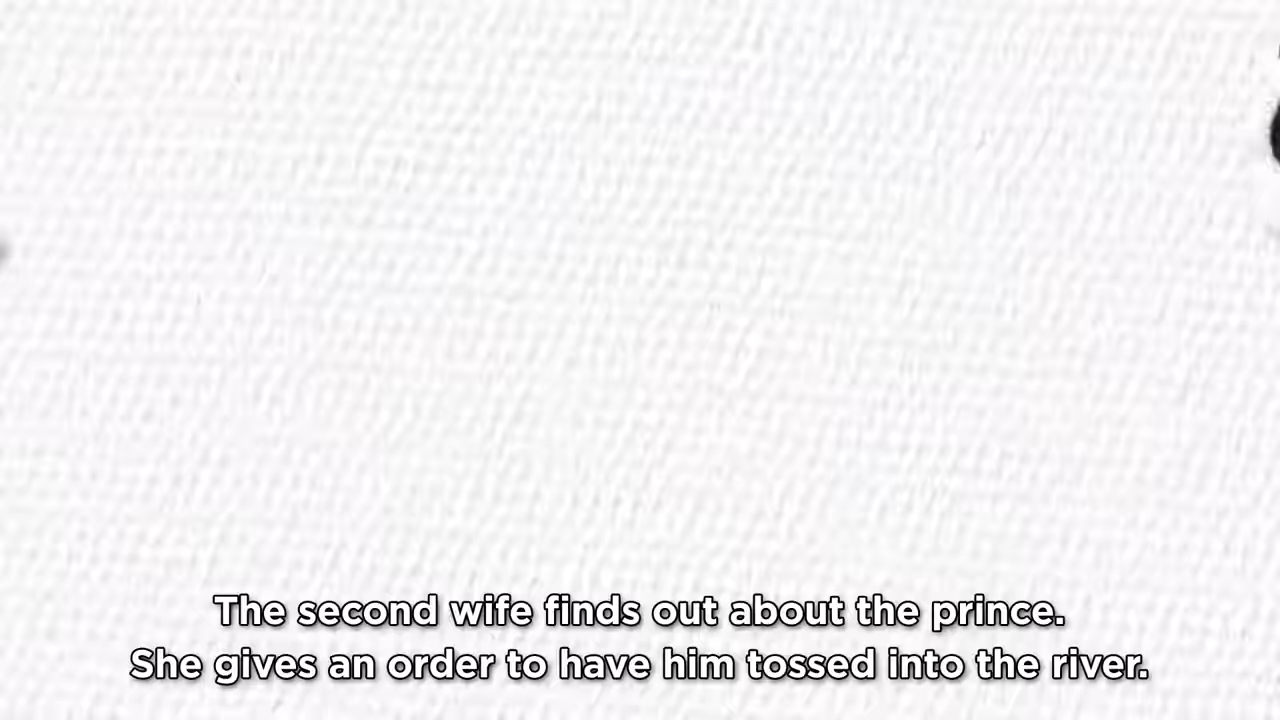 The second wife finds out about the prince.
She gives an order to have him tossed into the river.